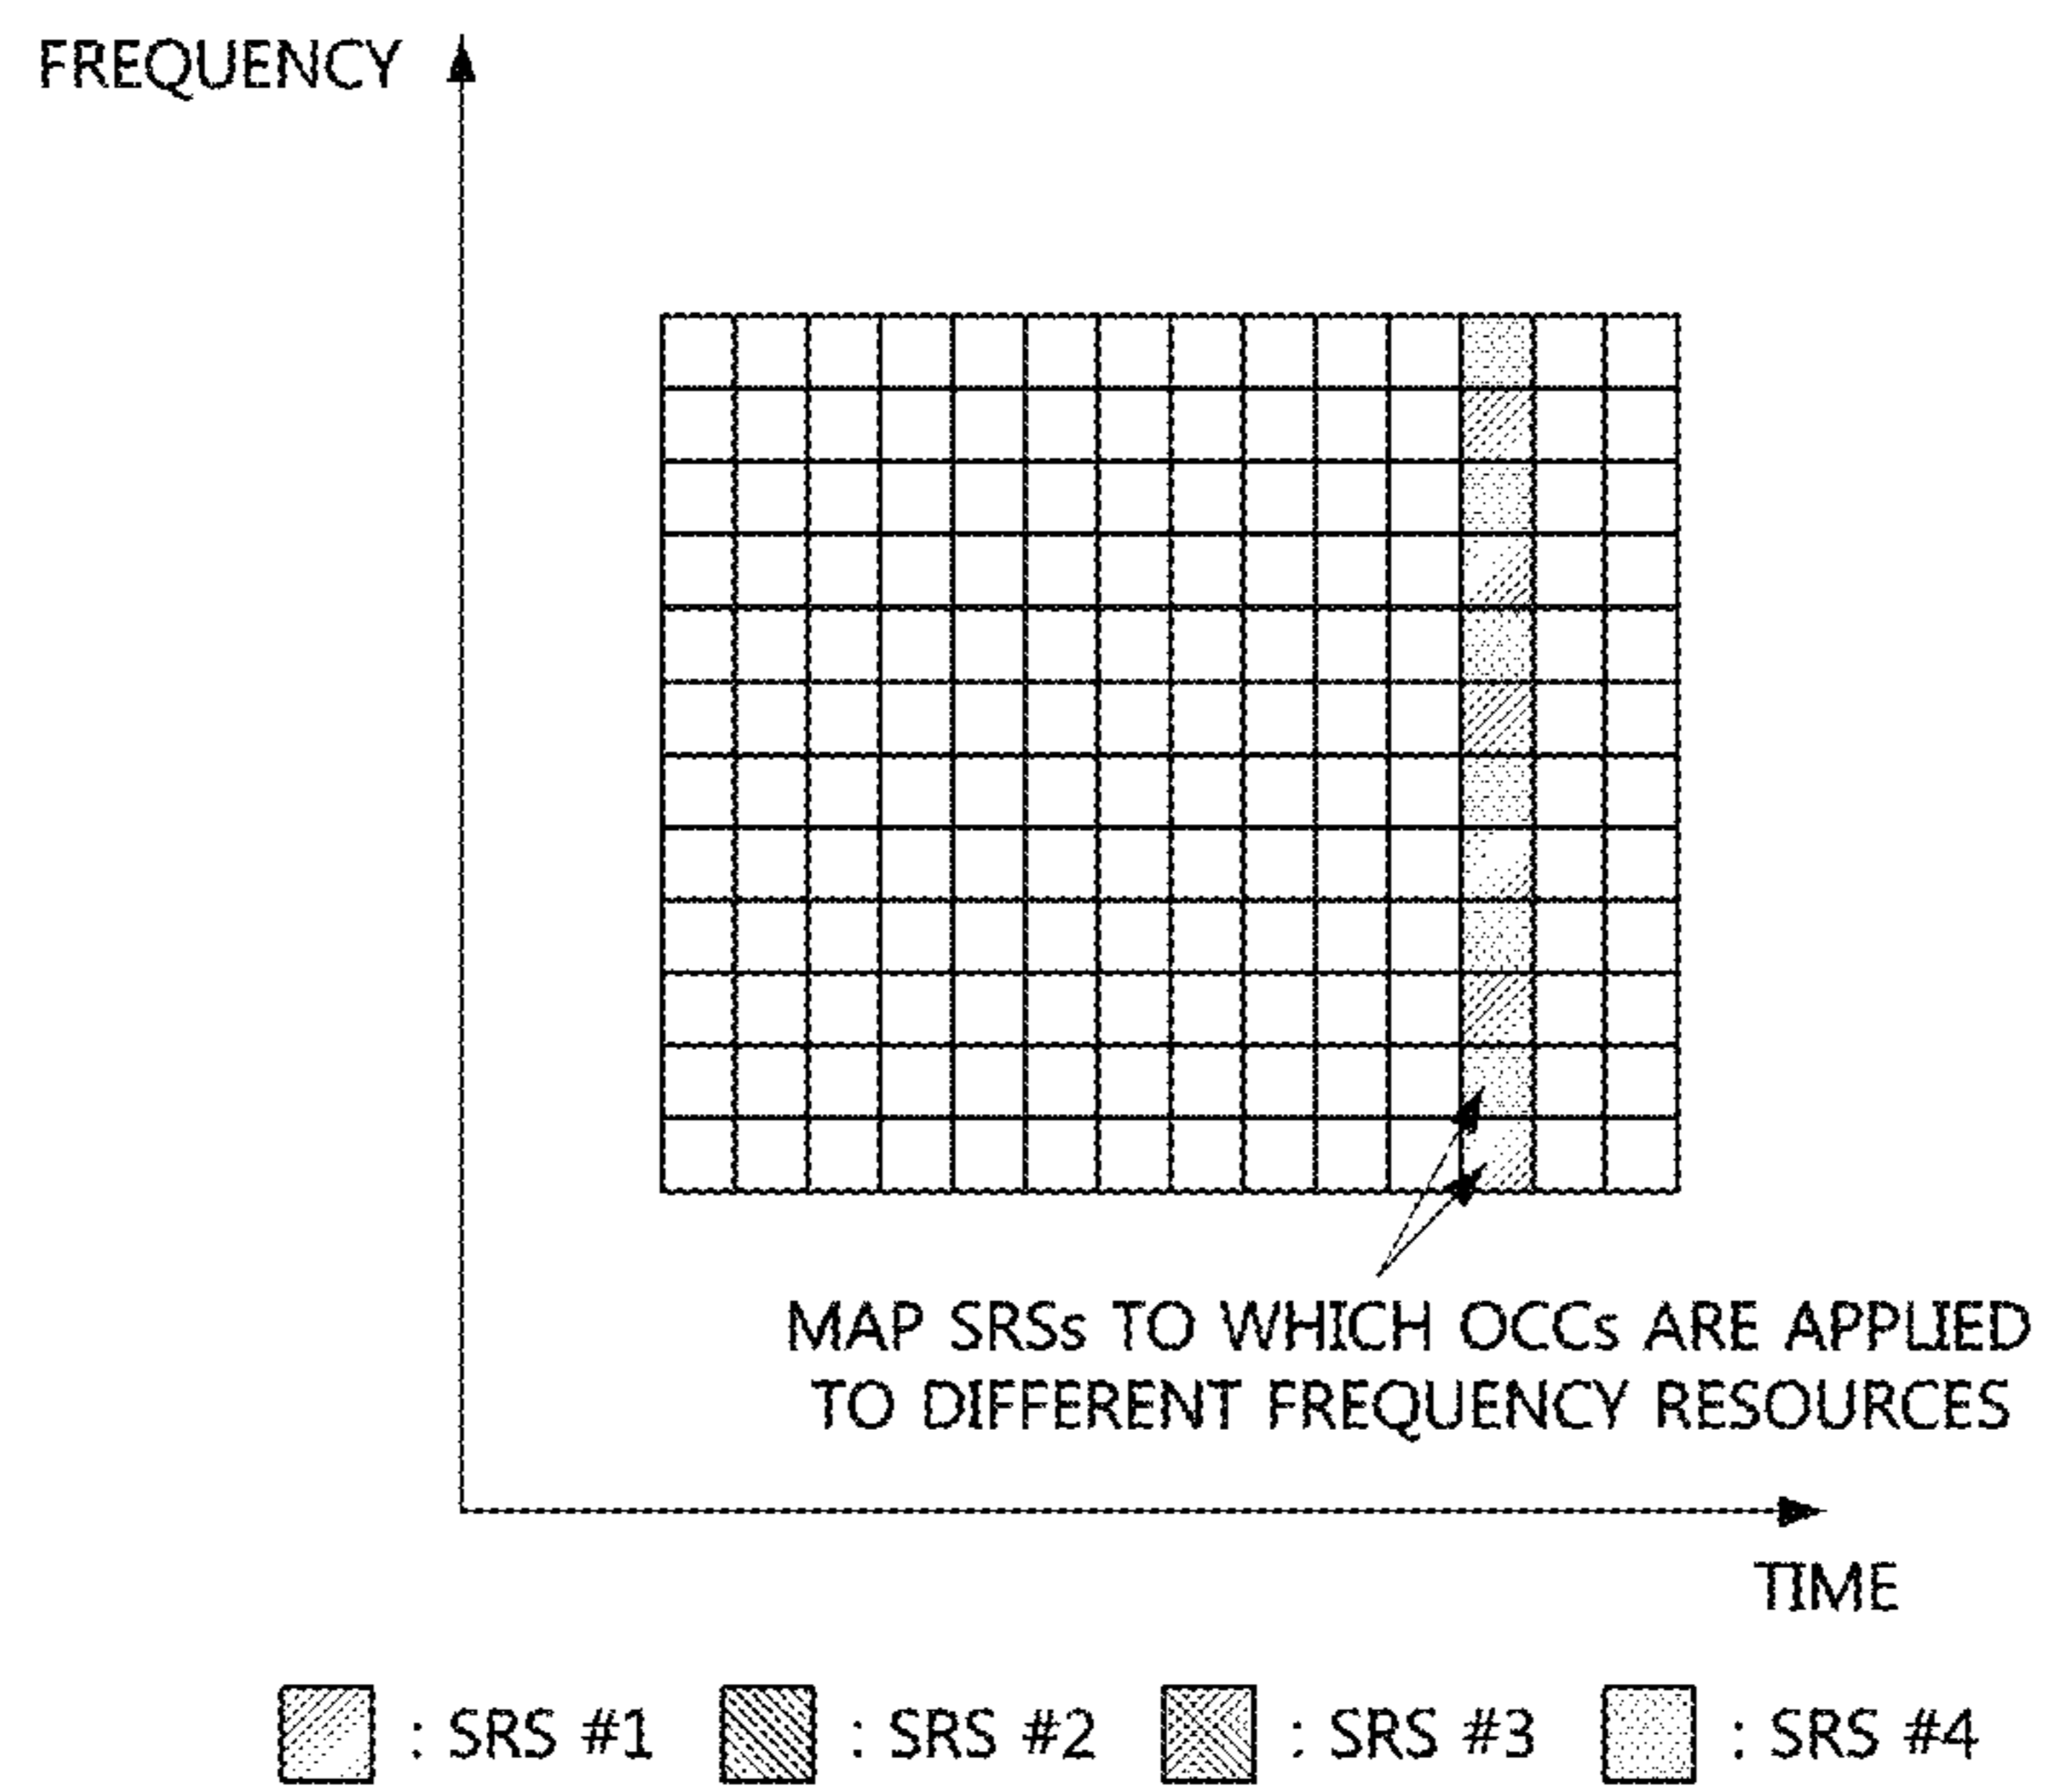 FREQUENCY
MAP SRSs TO WHICH OCCs ARE APPLIED
TO DIFFERENT FREQUENCY RESOURCES
TIME
: SRS #1 : SRS #2 : SRS #3 : SRS #4